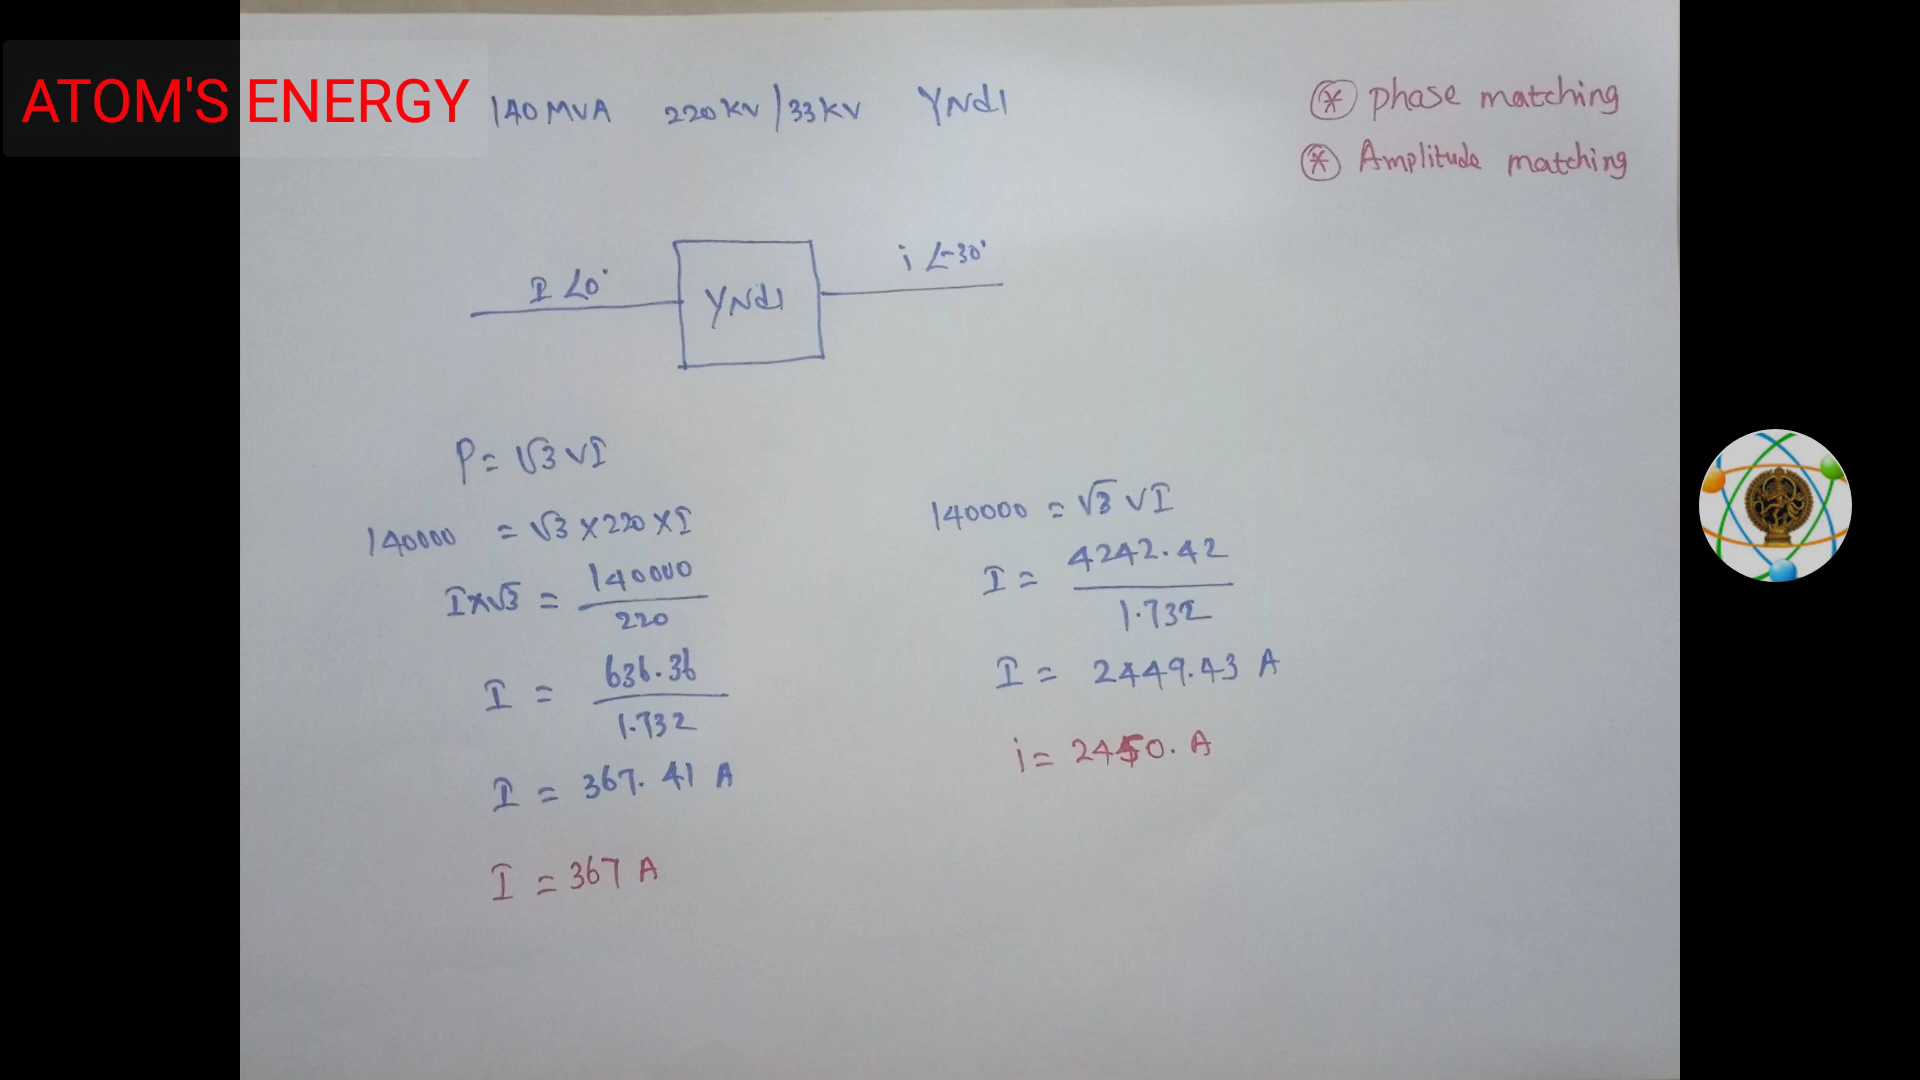 ATOM'S ENERGY
140 MVA 220 KV / 33 KV YNd1
* phase matching
* Amplitude matching
I ∠0°
YNd1
i ∠-30°
P = √3 VI
140000 = √3 × 220 × I
I × √3 = 140000 / 220
I = 636.36 / 1.732
I = 367.41 A
I = 367 A
140000 = √3 VI
I = 4242.42 / 1.732
I = 2449.43 A
i = 2450. A